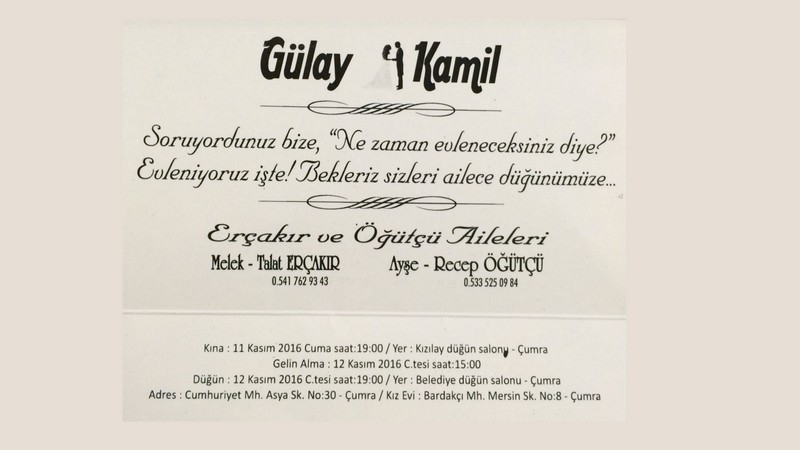 Gülay Kamil
Soruyordunuz bize, “Ne zaman evleneceksiniz diye?”
Evleniyoruz işte! Bekleriz sizleri ailece düğünümüze...
Erçakır ve Öğütçü Aileleri
Melek - Talat ERÇAKIR Ayşe - Recep ÖĞÜTÇÜ
0.541 762 93 43 0.533 525 09 84
Kına : 11 Kasım 2016 Cuma saat:19:00 / Yer : Kızılay düğün salonu - Çumra
Gelin Alma : 12 Kasım 2016 C.tesi saat:15:00
Düğün : 12 Kasım 2016 C.tesi saat:19:00 / Yer : Belediye düğün salonu - Çumra
Adres : Cumhuriyet Mh. Asya Sk. No:30 - Çumra / Kız Evi : Bardakçı Mh. Mersin Sk. No:8 - Çumra